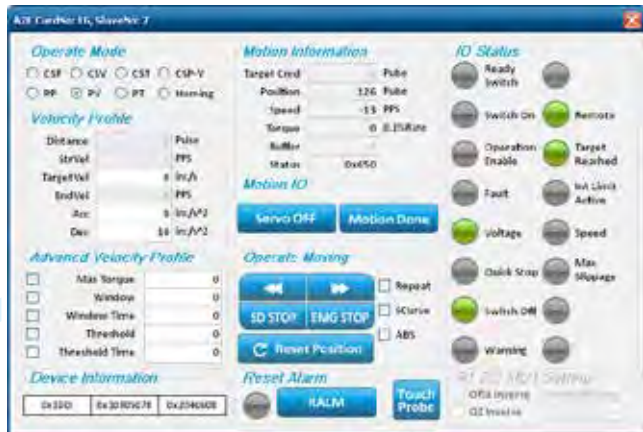 A2E CardNo: 16, SlaveNo: 7
Operate Mode
CSP CSV CST CSP-V
PP PV PT Homing
Velocity Profile
Distance Pulse
StrVel PPS
TargetVel 0 inc/s
EndVel PPS
Acc inc/s^2
Dec 10 inc/s^2
Advanced Velocity Profile
Max Torque 0
Window 0
Window Time 0
Threshold 0
Threshold Time 0
Device Information
Motion Information
Target Cmd Pulse
Position 126 Pulse
Speed -13 PPS
Torque 0 0.1%Rate
Buffer
Status 0x650
Motion IO
Servo OFF Motion Done
Operate Moving
SD STOP EMG STOP
Reset Position
Repeat
SCurve
ABS
Reset Alarm
RALM
Touch Probe
IO Status
Ready Switch
Switch On Remote
Operation Enable Target Reached
Fault Int Limit Active
Voltage Speed
Quick Stop Max Slippage
Switch Off
Warning
ORG Inverse
QZ Inverse